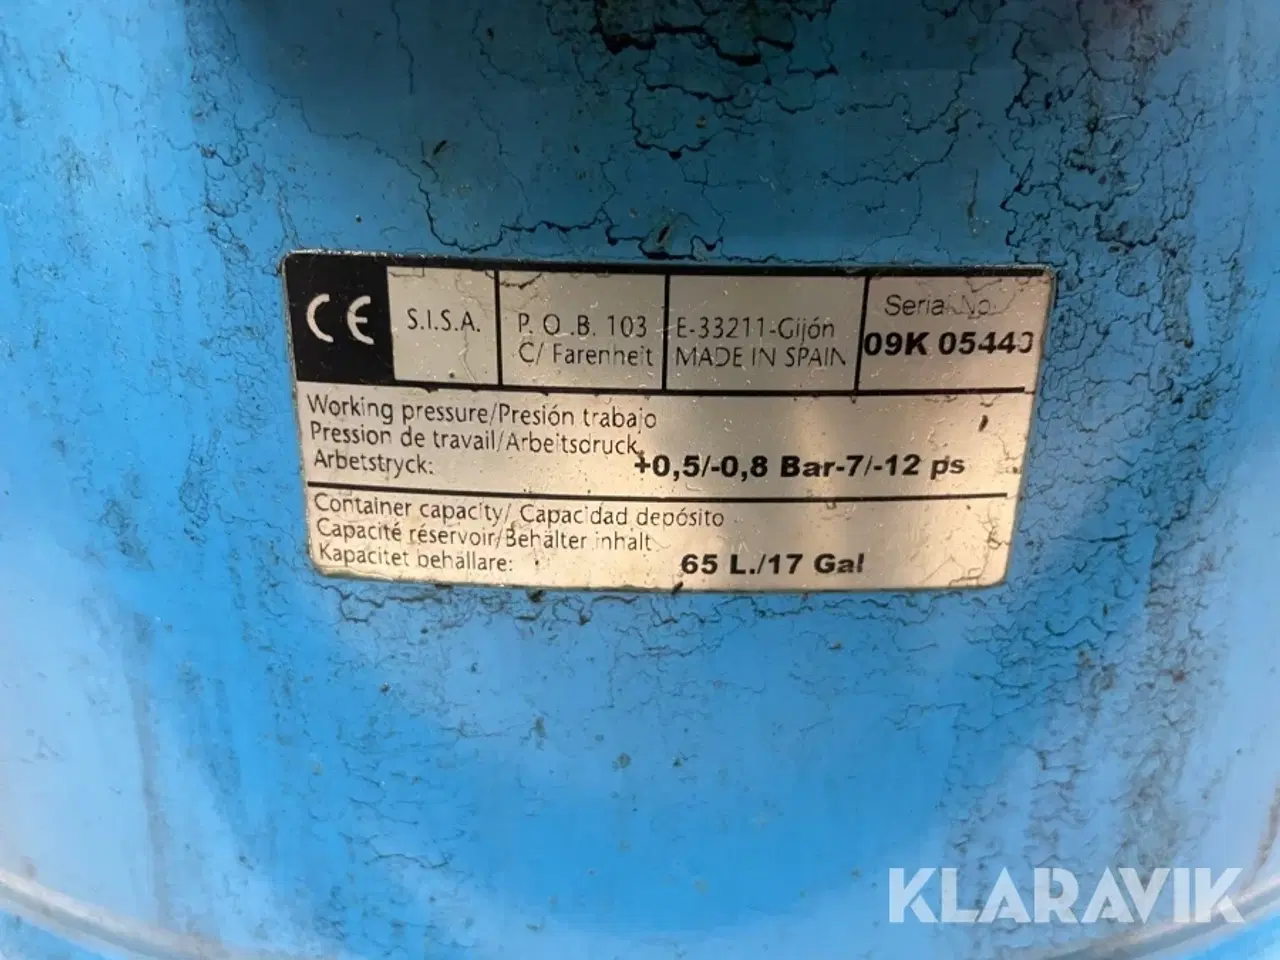 CE
S.I.S.A.
P. O .B. 103
C/ Farenheit
E-33211-Gijón
MADE IN SPAIN
Serial No.
09K 05443
Working pressure/Presión trabajo
Pression de travail/Arbeitsdruck
Arbetstryck:
+0,5/-0,8 Bar-7/-12 ps
Container capacity/ Capacidad depósito
Capacité réservoir/Behälter inhalt
Kapacitet behållare:
65 L./17 Gal
KLARAVIK